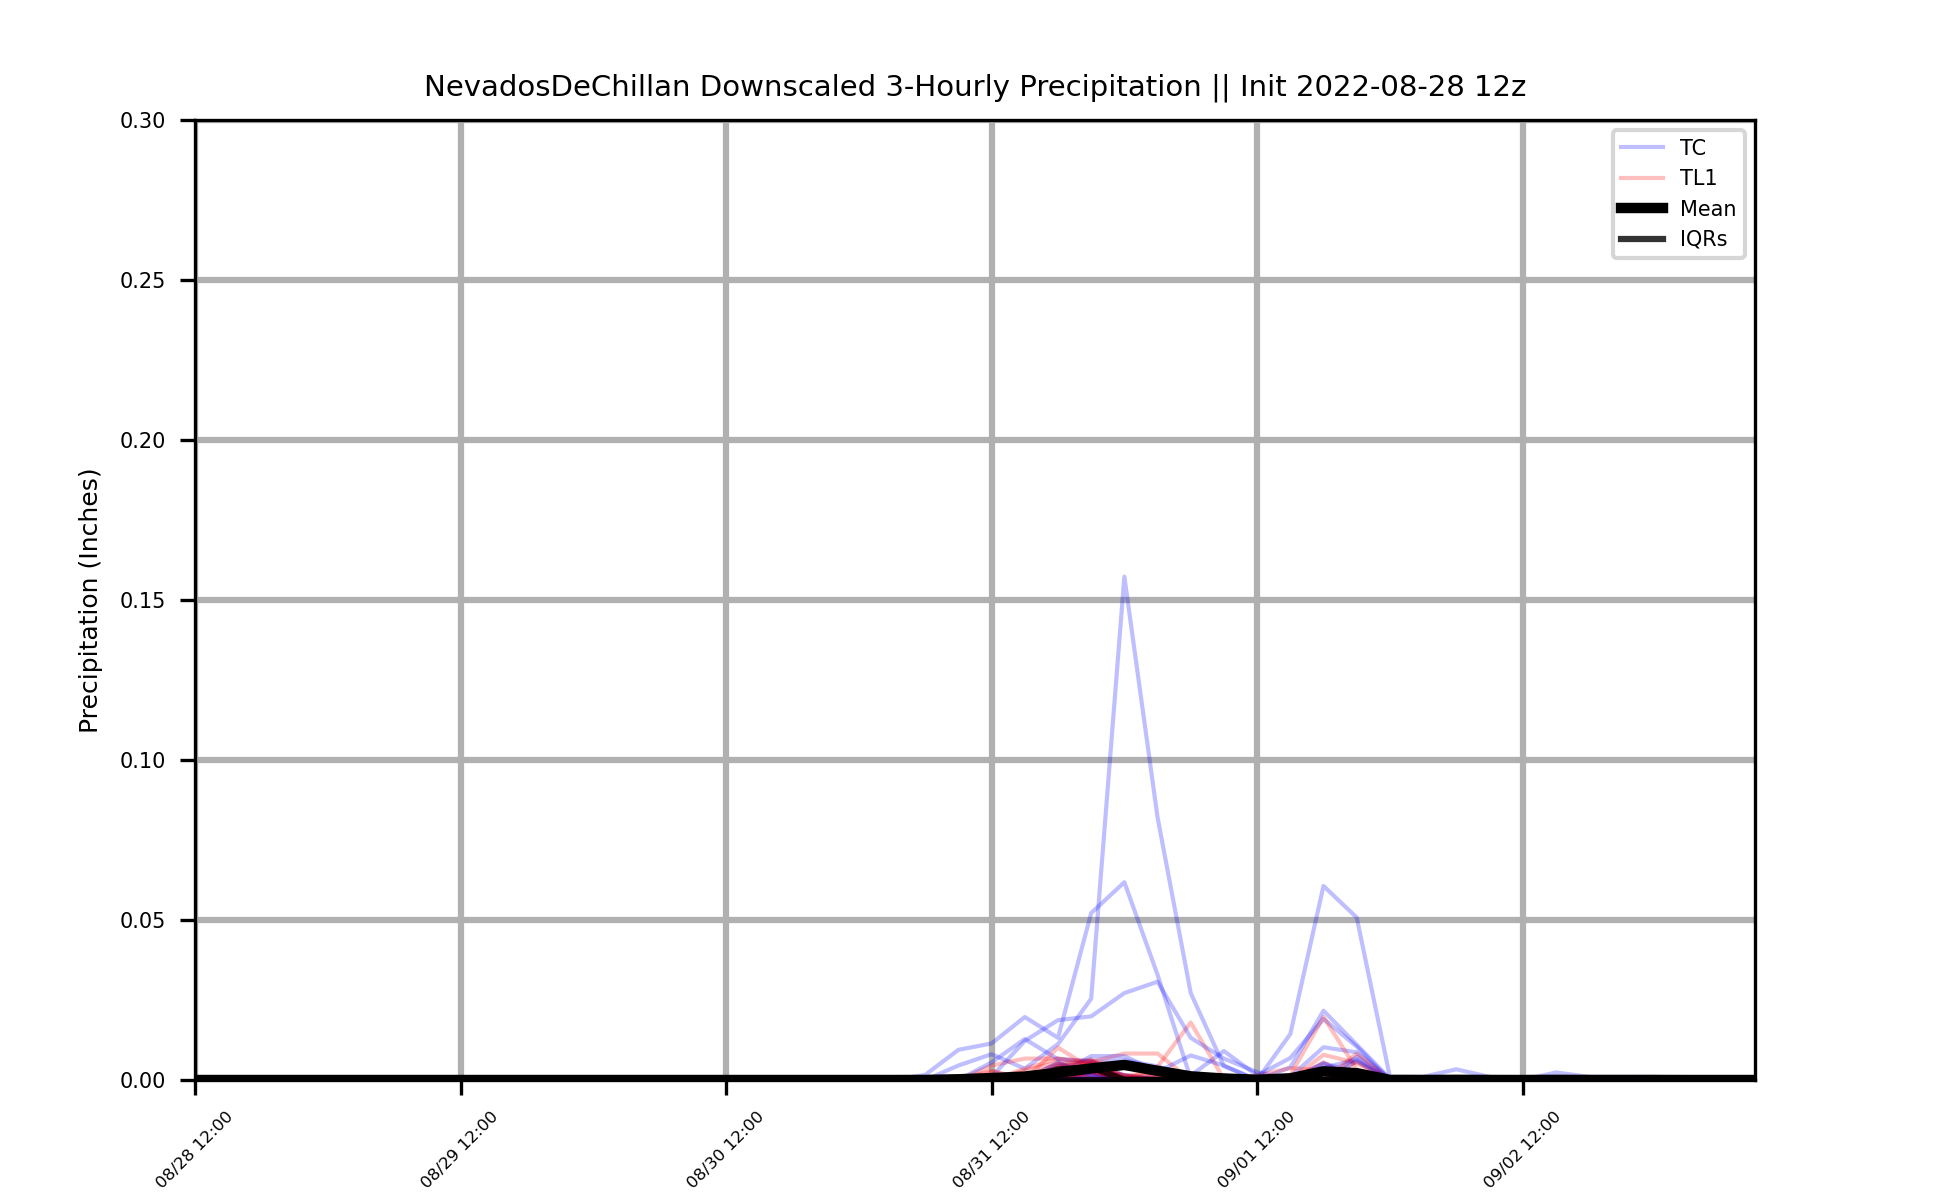 NevadosDeChillan Downscaled 3-Hourly Precipitation || Init 2022-08-28 12z
Precipitation (Inches)
0.30
0.25
0.20
0.15
0.10
0.05
0.00
TC
TL1
Mean
IQRs
08/28 12:00
08/29 12:00
08/30 12:00
08/31 12:00
09/01 12:00
09/02 12:00